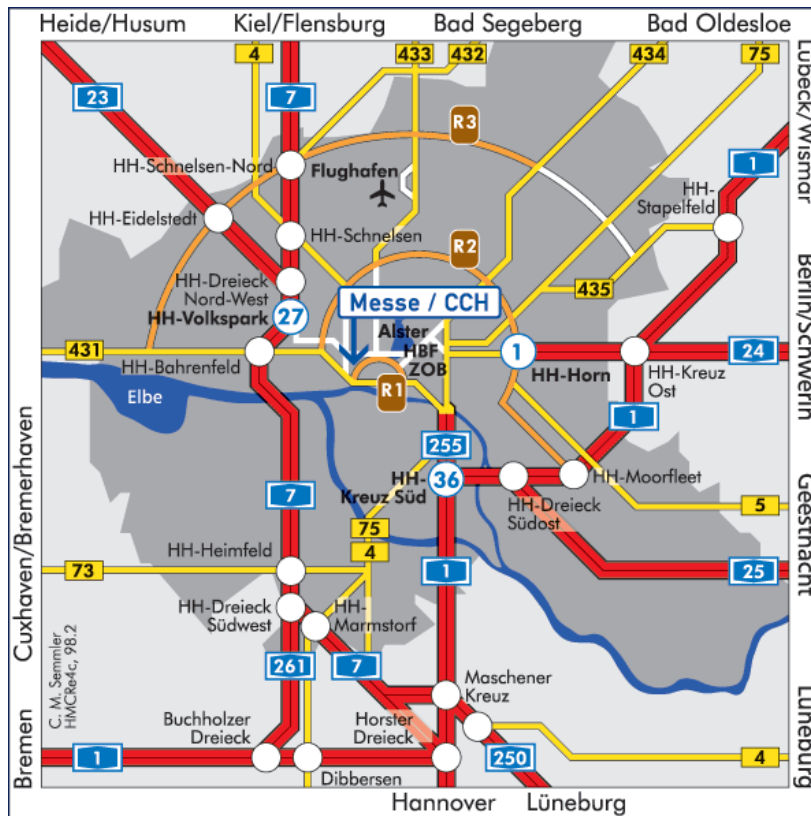 Heide/Husum
Kiel/Flensburg
Bad Segeberg
Bad Oldesloe
4
433
432
434
75
Lübeck/Wismar
23
7
R3
1
HH-Schnelsen-Nord
Flughafen
HH-
Stapelfeld
HH-Eidelstedt
HH-Schnelsen
R2
HH-Dreieck
Nord-West
435
Berlin/Schwerin
HH-Volkspark
27
Messe / CCH
Alster
HBF
ZOB
431
HH-Bahrenfeld
1
24
HH-Horn
HH-Kreuz
Ost
R1
Elbe
1
255
HH-
Kreuz Süd
36
HH-Moorfleet
HH-Dreieck
Südost
5
Geesthacht
Cuxhaven/Bremerhaven
7
75
4
HH-Heimfeld
73
1
25
HH-Dreieck
Südwest
HH-
Marmstorf
261
7
Maschener
Kreuz
C. M. Semmler
HMCRe4c, 98.2
Buchholzer
Dreieck
Horster
Dreieck
Bremen
1
Dibbersen
250
4
Lüneburg
Hannover
Lüneburg